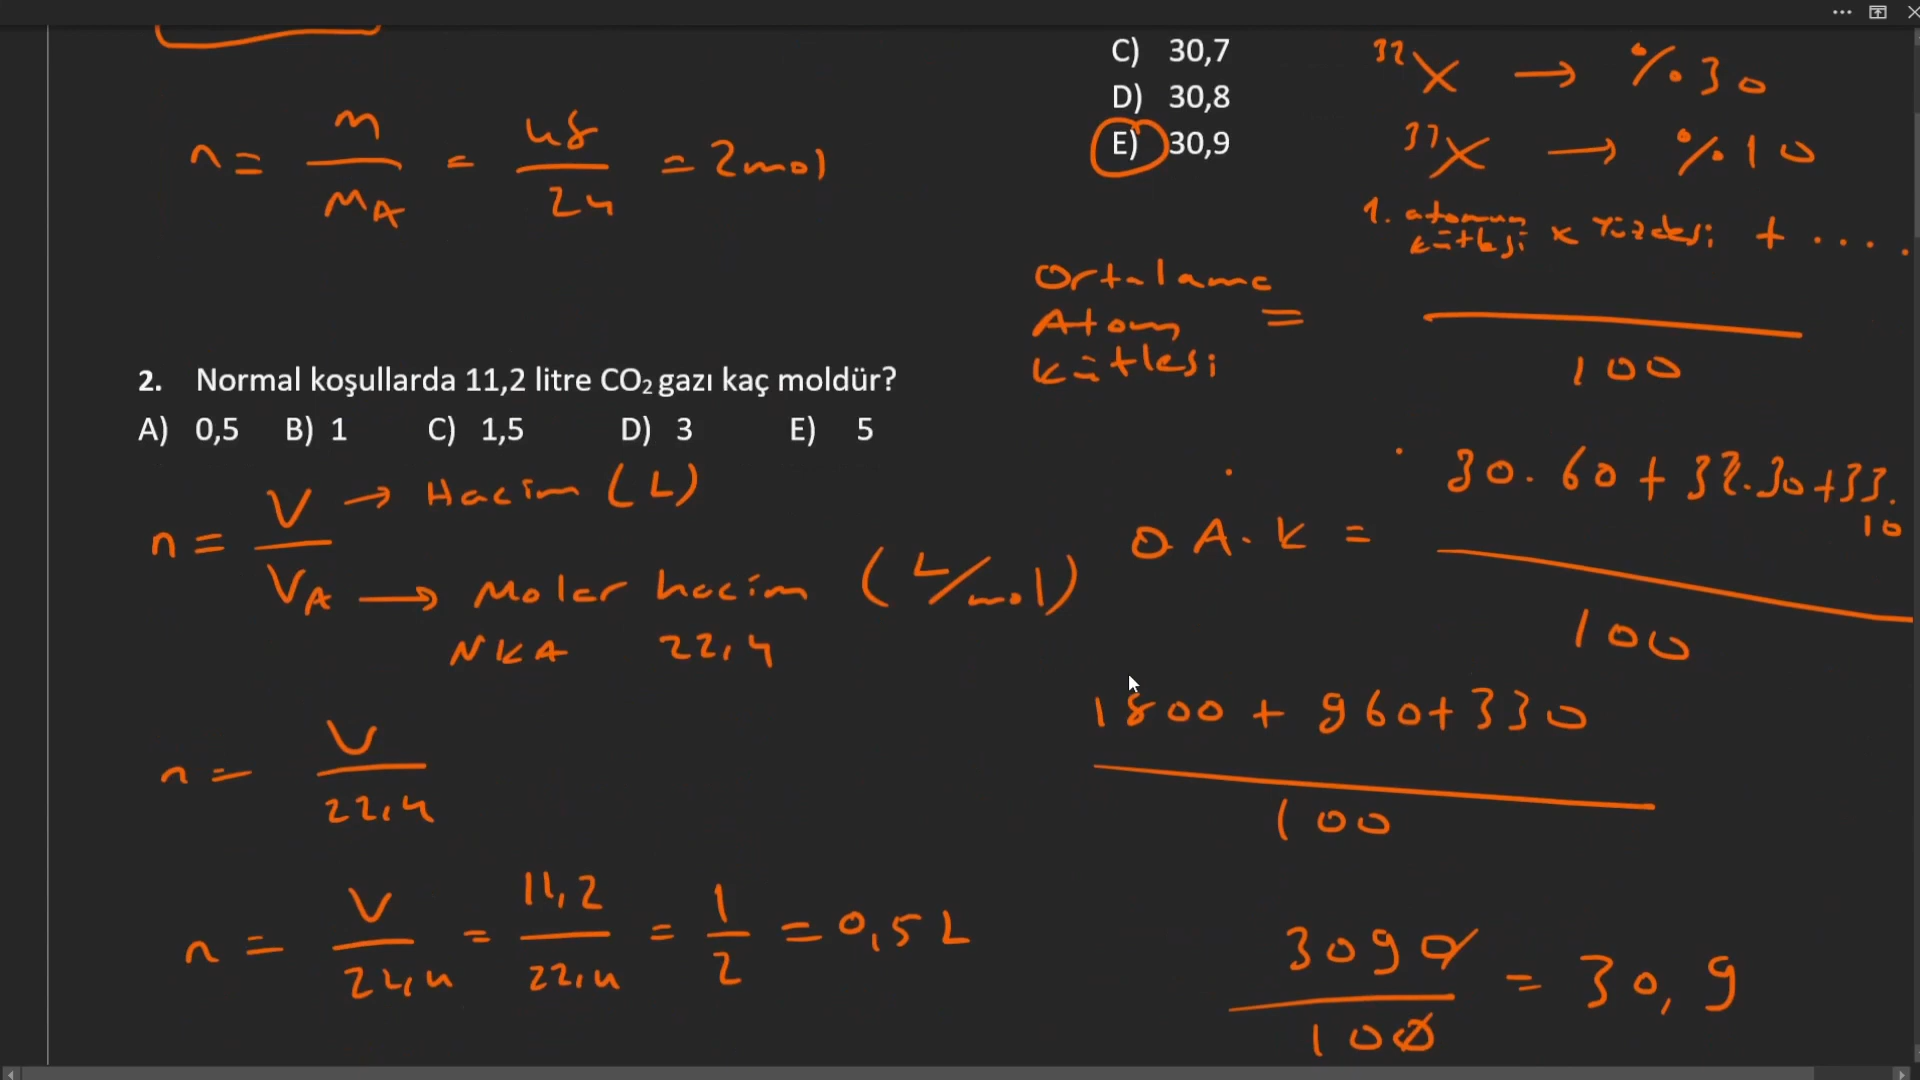 n = m / MA = 48 / 24 = 2mol
2. Normal koşullarda 11,2 litre CO₂ gazı kaç moldür?
A) 0,5 B) 1 C) 1,5 D) 3 E) 5
n = V / VA
V → Hacim (L)
VA → Molar hacim (L/mol)
NKA 22,4
n = V / 22,4
n = V / 22,4 = 11,2 / 22,4 = 1 / 2 = 0,5 L
C) 30,7
D) 30,8
E) 30,9
³²X → %30
³³X → %10
Ortalama Atom kütlesi = 1. atomun kütlesi x yüzdesi + ..... / 100
O.A.K = 30.60 + 32.30 + 33.10 / 100
1800 + 960 + 330 / 100
3090 / 100 = 30,9